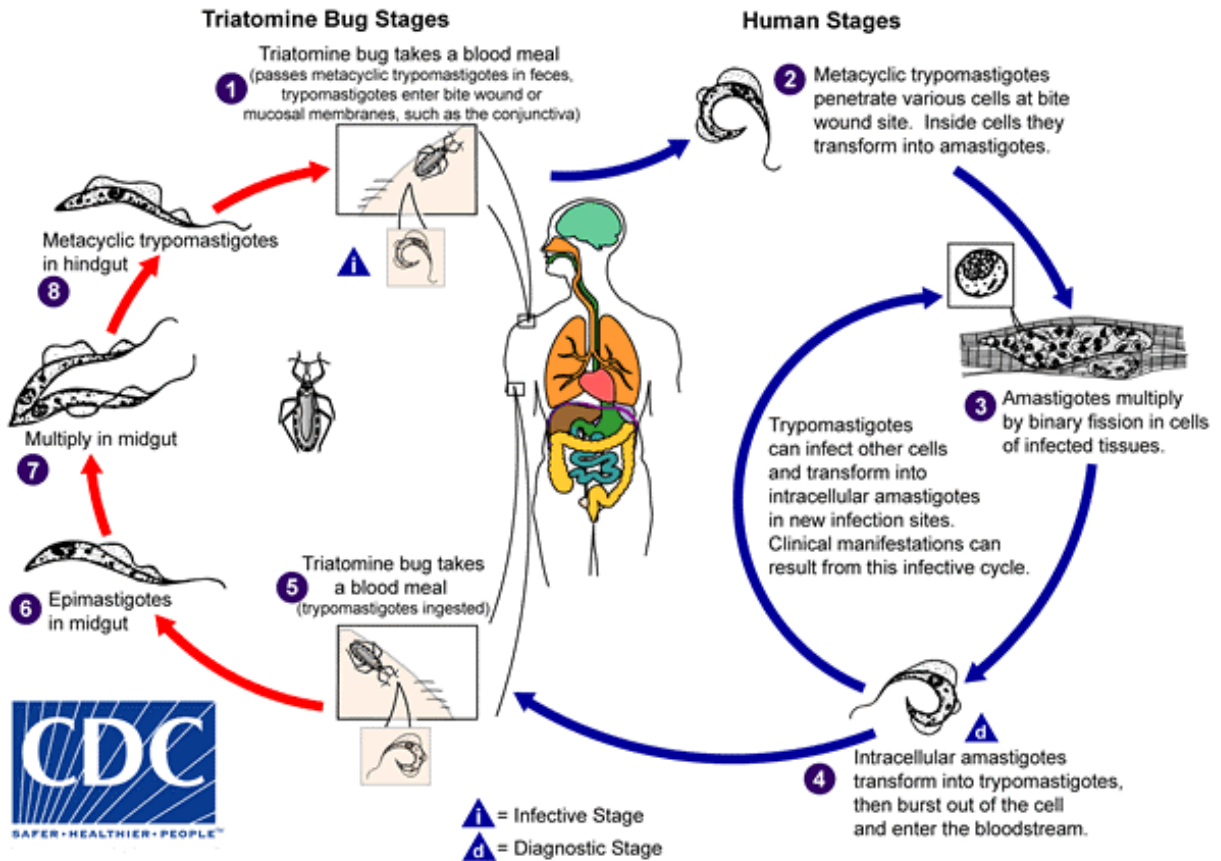 Triatomine Bug Stages
Human Stages
Triatomine bug takes a blood meal
1
(passes metacyclic trypomastigotes in feces,
trypomastigotes enter bite wound or
mucosal membranes, such as the conjunctiva)
i
2
Metacyclic trypomastigotes
penetrate various cells at bite
wound site. Inside cells they
transform into amastigotes.
3
Amastigotes multiply
by binary fission in cells
of infected tissues.
Trypomastigotes
can infect other cells
and transform into
intracellular amastigotes
in new infection sites.
Clinical manifestations can
result from this infective cycle.
d
4
Intracellular amastigotes
transform into trypomastigotes,
then burst out of the cell
and enter the bloodstream.
5
Triatomine bug takes
a blood meal
(trypomastigotes ingested)
6
Epimastigotes
in midgut
Multiply in midgut
7
Metacyclic trypomastigotes
in hindgut
8
CDC
SAFER•HEALTHIER•PEOPLE™
i = Infective Stage
d = Diagnostic Stage